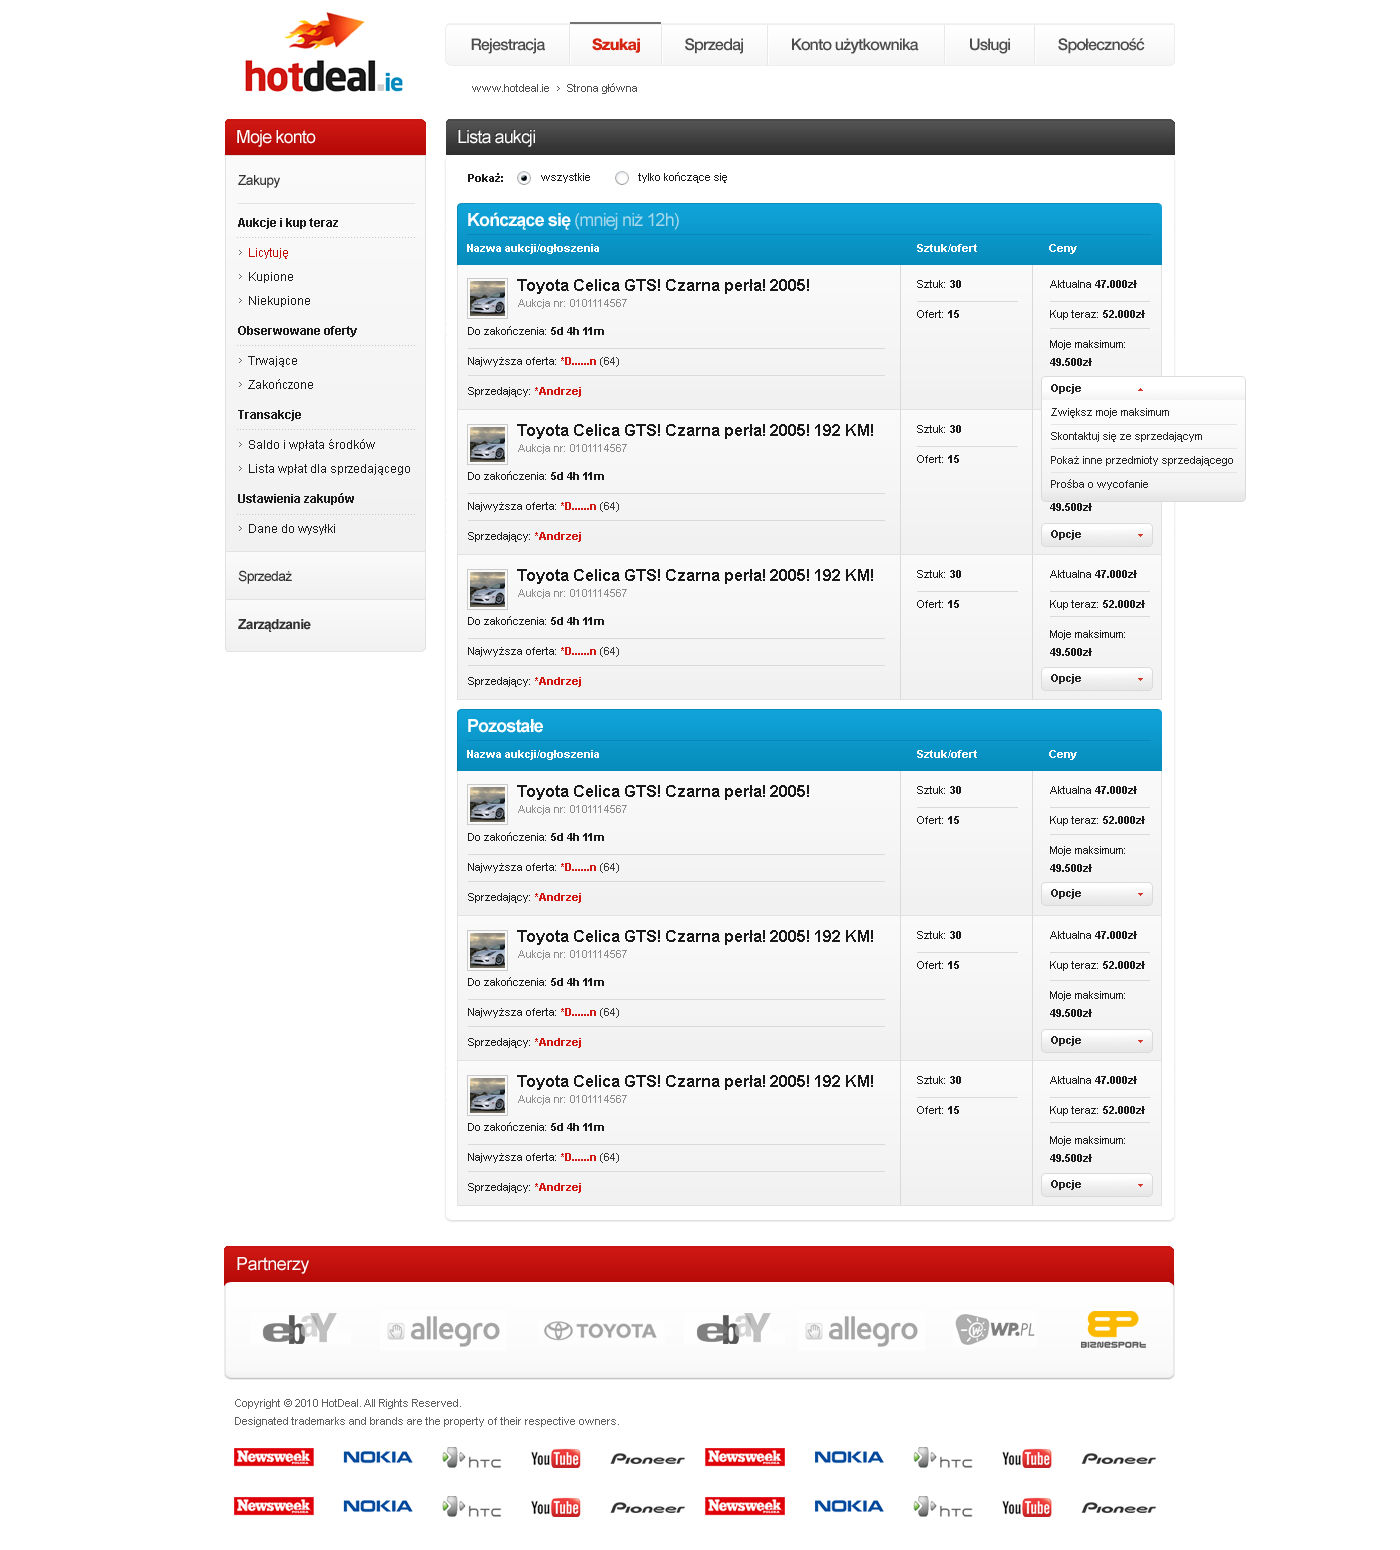 hotdeal.ie
Rejestracja Szukaj Sprzedaj Konto użytkownika Usługi Społeczność
www.hotdeal.ie > Strona główna
Moje konto
Zakupy
Aukcje i kup teraz
Licytuję
Kupione
Niekupione
Obserwowane oferty
Trwające
Zakończone
Transakcje
Saldo i wpłata środków
Lista wpłat dla sprzedającego
Ustawienia zakupów
Dane do wysyłki
Sprzedaż
Zarządzanie
Lista aukcji
Pokaż: wszystkie tylko kończące się
Kończące się (mniej niż 12h)
Nazwa aukcji/ogłoszenia Sztuk/ofert Ceny
Toyota Celica GTS! Czarna perła! 2005!
Aukcja nr: 0101114567
Do zakończenia: 5d 4h 11m
Najwyższa oferta: *D......n (64)
Sprzedający: *Andrzej
Sztuk: 30
Ofert: 15
Aktualna 47.000zł
Kup teraz: 52.000zł
Moje maksimum:
49.500zł
Opcje
Zwiększ moje maksimum
Skontaktuj się ze sprzedającym
Pokaż inne przedmioty sprzedającego
Prośba o wycofanie
Toyota Celica GTS! Czarna perła! 2005! 192 KM!
Aukcja nr: 0101114567
Do zakończenia: 5d 4h 11m
Najwyższa oferta: *D......n (64)
Sprzedający: *Andrzej
Sztuk: 30
Ofert: 15
49.500zł
Opcje
Toyota Celica GTS! Czarna perła! 2005! 192 KM!
Aukcja nr: 0101114567
Do zakończenia: 5d 4h 11m
Najwyższa oferta: *D......n (64)
Sprzedający: *Andrzej
Sztuk: 30
Ofert: 15
Aktualna 47.000zł
Kup teraz: 52.000zł
Moje maksimum:
49.500zł
Opcje
Pozostałe
Nazwa aukcji/ogłoszenia Sztuk/ofert Ceny
Toyota Celica GTS! Czarna perła! 2005!
Aukcja nr: 0101114567
Do zakończenia: 5d 4h 11m
Najwyższa oferta: *D......n (64)
Sprzedający: *Andrzej
Sztuk: 30
Ofert: 15
Aktualna 47.000zł
Kup teraz: 52.000zł
Moje maksimum:
49.500zł
Opcje
Toyota Celica GTS! Czarna perła! 2005! 192 KM!
Aukcja nr: 0101114567
Do zakończenia: 5d 4h 11m
Najwyższa oferta: *D......n (64)
Sprzedający: *Andrzej
Sztuk: 30
Ofert: 15
Aktualna 47.000zł
Kup teraz: 52.000zł
Moje maksimum:
49.500zł
Opcje
Toyota Celica GTS! Czarna perła! 2005! 192 KM!
Aukcja nr: 0101114567
Do zakończenia: 5d 4h 11m
Najwyższa oferta: *D......n (64)
Sprzedający: *Andrzej
Sztuk: 30
Ofert: 15
Aktualna 47.000zł
Kup teraz: 52.000zł
Moje maksimum:
49.500zł
Opcje
Partnerzy
ebaY allegro TOYOTA ebaY allegro W WP.PL BP BIZNESPORT
Copyright © 2010 HotDeal. All Rights Reserved.
Designated trademarks and brands are the property of their respective owners.
Newsweek POLSKA NOKIA hTC YouTube Pioneer Newsweek POLSKA NOKIA hTC YouTube Pioneer
Newsweek POLSKA NOKIA hTC YouTube Pioneer Newsweek POLSKA NOKIA hTC YouTube Pioneer